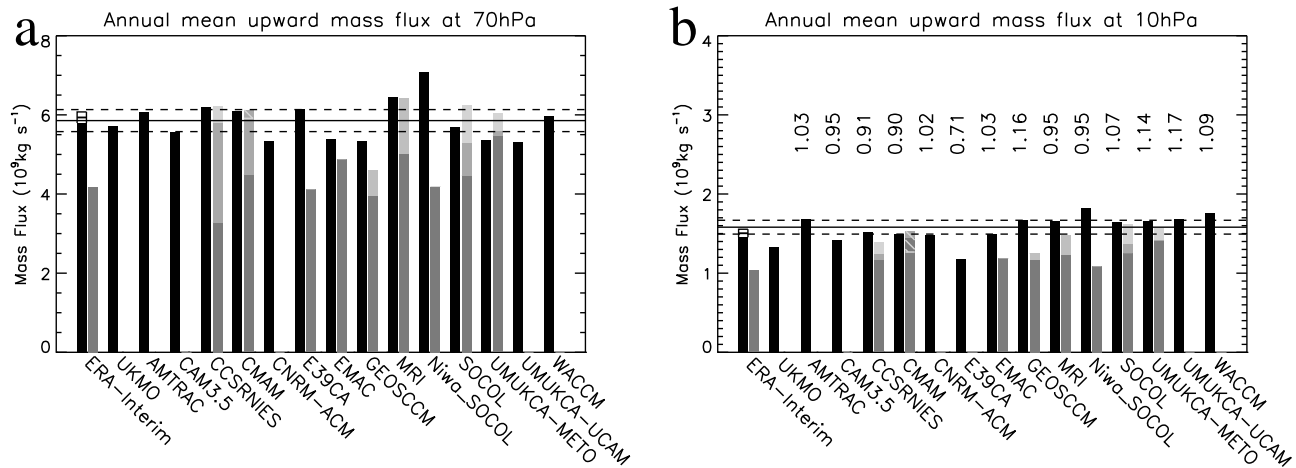 a
Annual mean upward mass flux at 70hPa
Mass Flux (10⁹kg s⁻¹)
8
6
4
2
0
ERA-Interim
UKMO
AMTRAC
CAM3.5
CCSRNIES
CMAM
CNRM-ACM
E39CA
EMAC
GEOSCCM
MRI
Niwa_SOCOL
SOCOL
UMUKCA-METO
UMUKCA-UCAM
WACCM
b
Annual mean upward mass flux at 10hPa
Mass Flux (10⁹kg s⁻¹)
4
3
2
1
0
1.03
0.95
0.91
0.90
1.02
0.71
1.03
1.16
0.95
0.95
1.07
1.14
1.17
1.09
ERA-Interim
UKMO
AMTRAC
CAM3.5
CCSRNIES
CMAM
CNRM-ACM
E39CA
EMAC
GEOSCCM
MRI
Niwa_SOCOL
SOCOL
UMUKCA-METO
UMUKCA-UCAM
WACCM